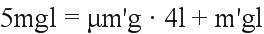 5mgl = μm'g · 4l + m'gl